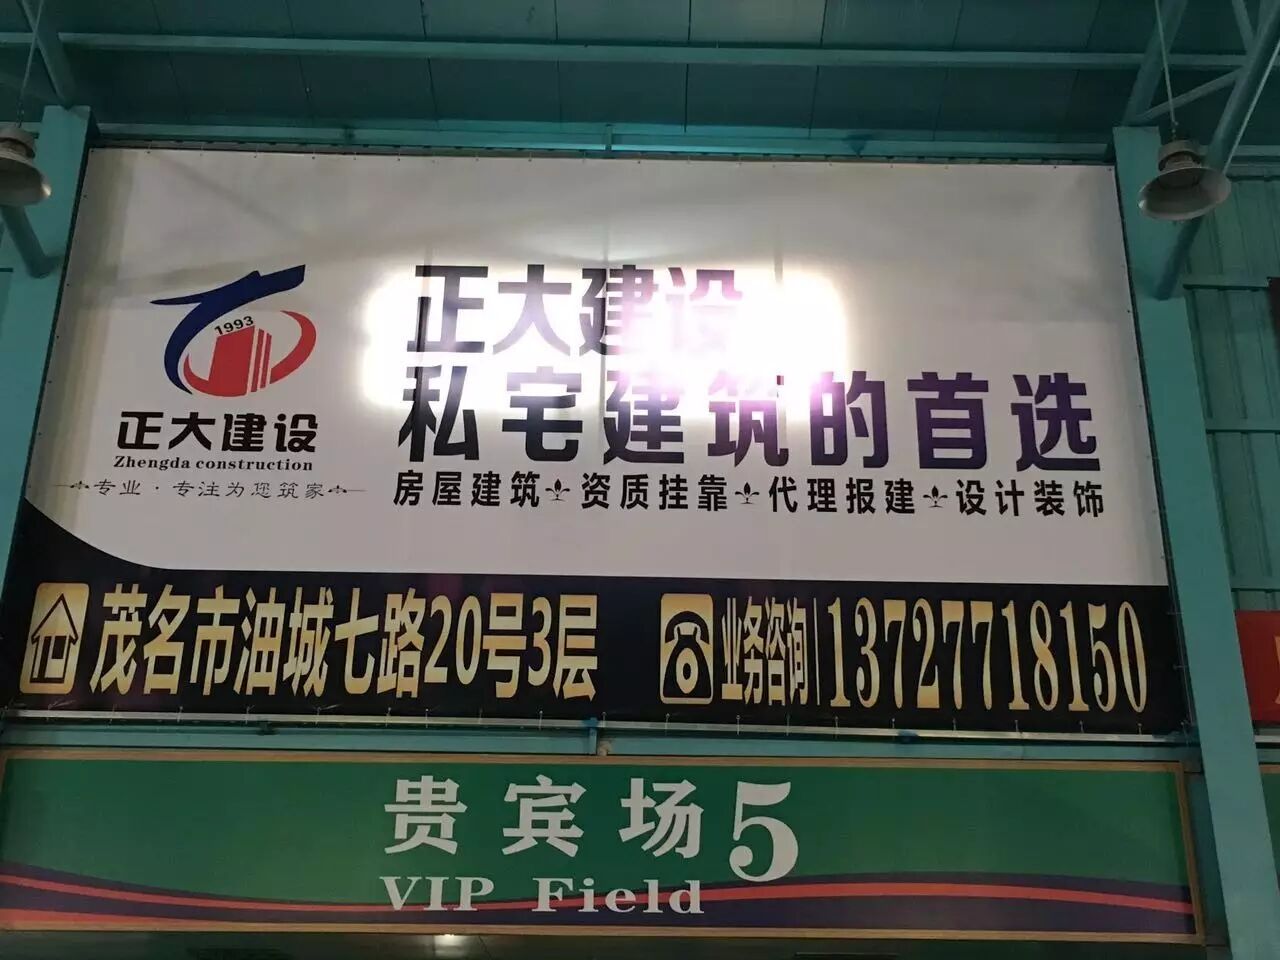 1993
正大建设
Zhengda construction
专业·专注为您筑家
正大建设
私宅建筑的首选
房屋建筑 资质挂靠 代理报建 设计装饰
茂名市油城七路20号3层
业务咨询 13727718150
贵宾场5
VIP Field